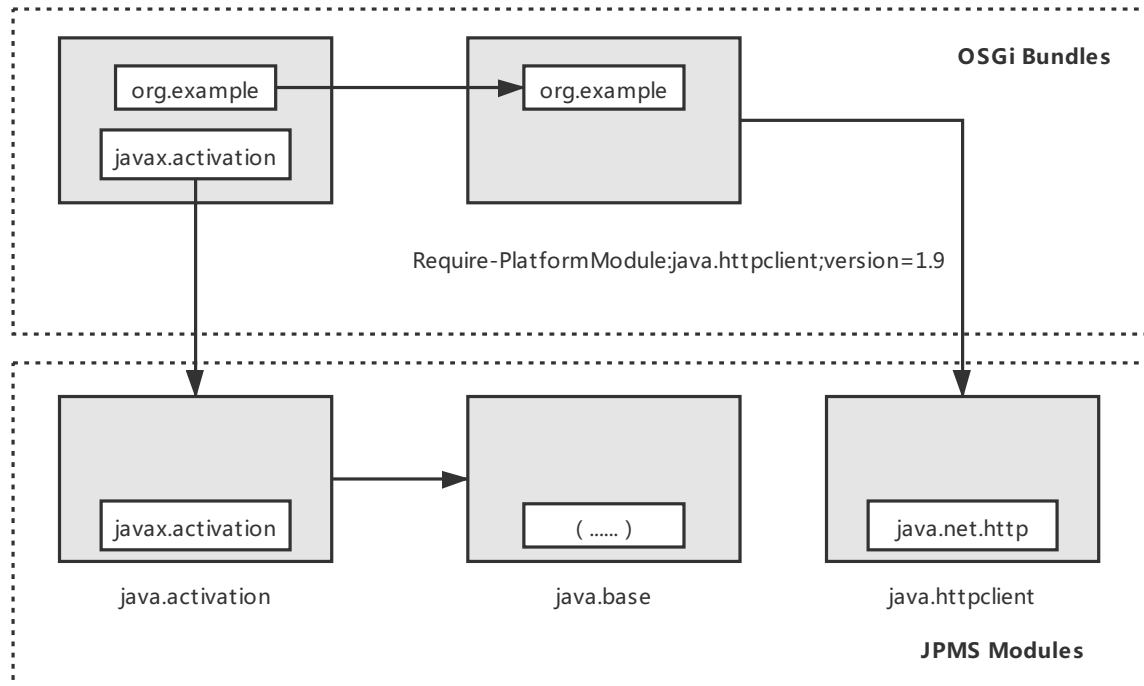 OSGi Bundles
org.example
org.example
javax.activation
Require-PlatformModule:java.httpclient;version=1.9
javax.activation
( ...... )
java.net.http
java.activation
java.base
java.httpclient
JPMS Modules